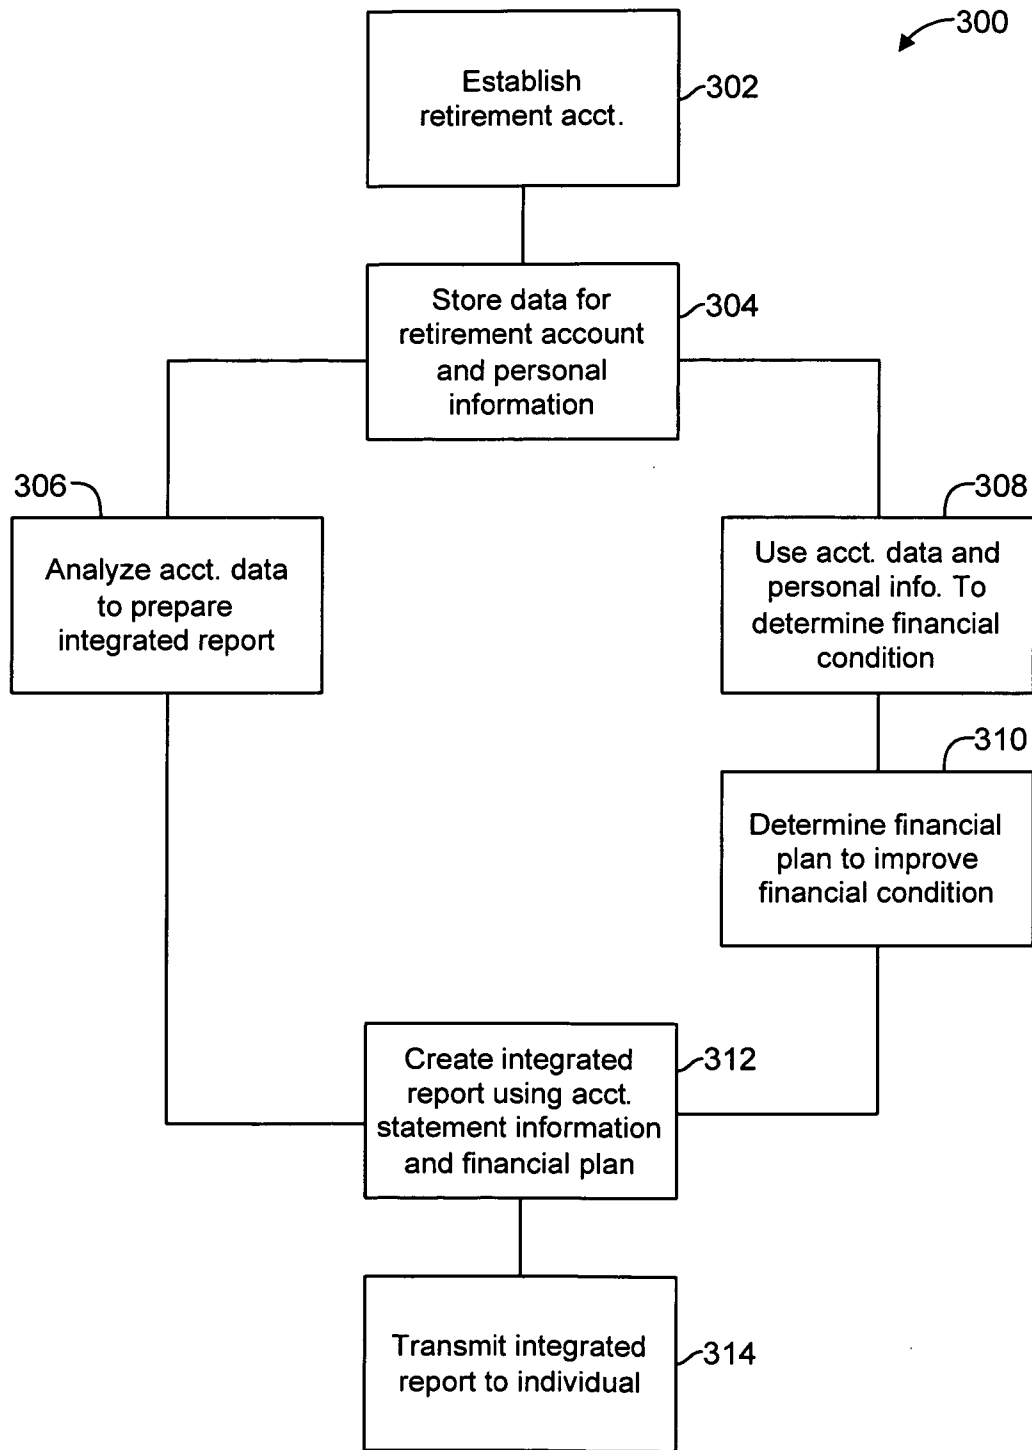 300
Establish
retirement acct.
302
Store data for
retirement account
and personal
information
304
306
Analyze acct. data
to prepare
integrated report
308
Use acct. data and
personal info. To
determine financial
condition
310
Determine financial
plan to improve
financial condition
Create integrated
report using acct.
statement information
and financial plan
312
Transmit integrated
report to individual
314